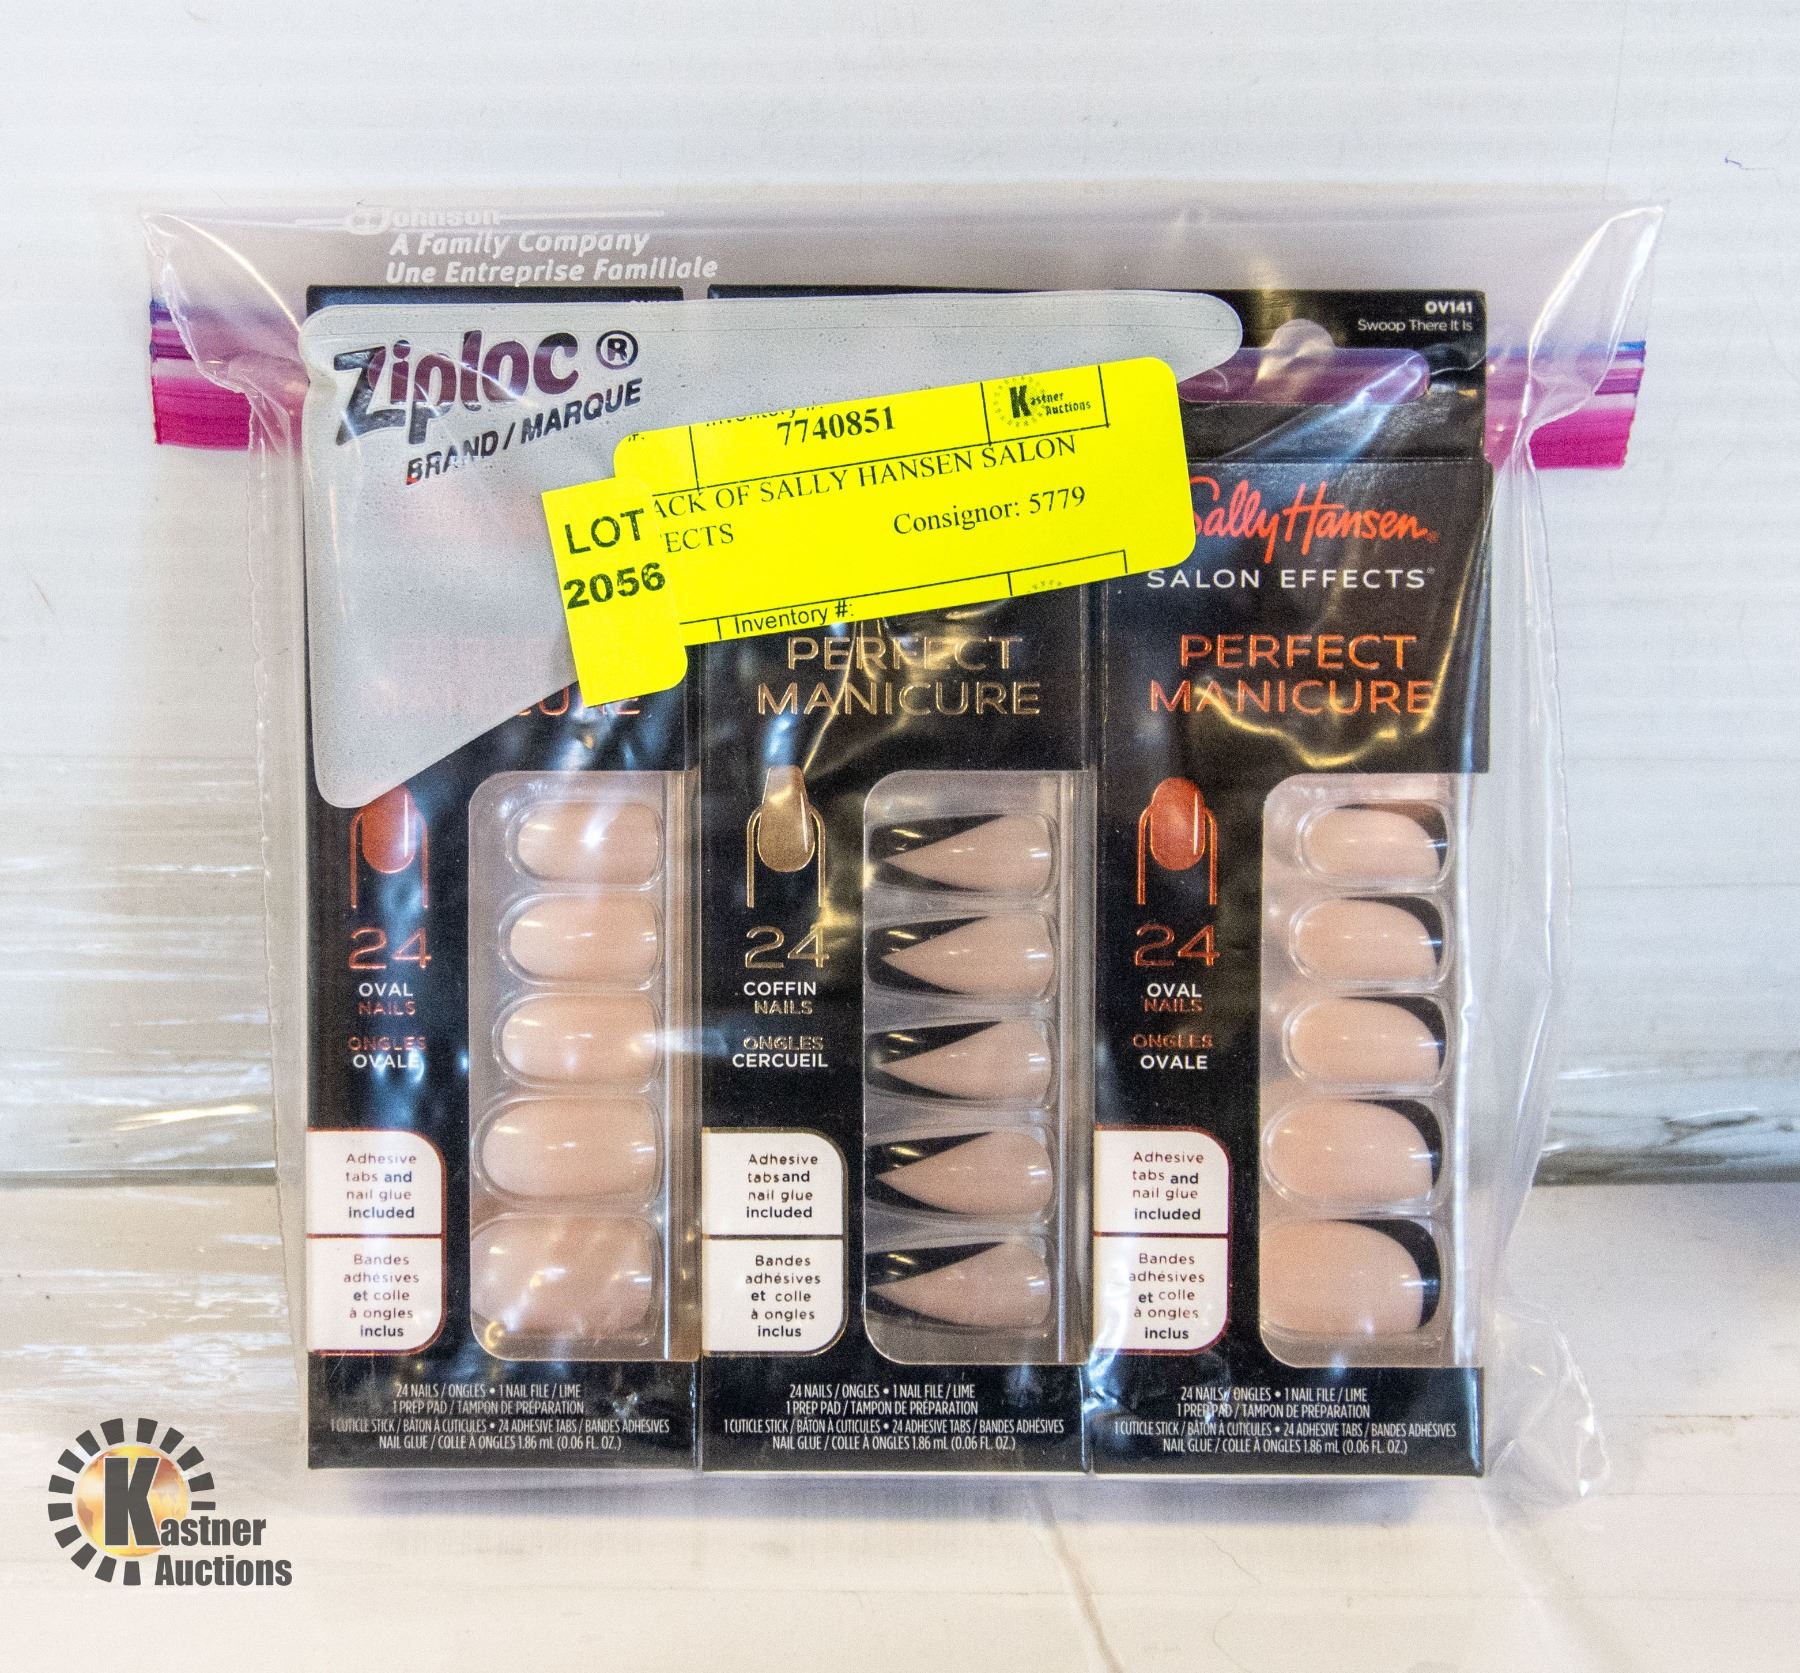 Johnson
A Family Company
Une Entreprise Familiale
Ziploc ®
BRAND / MARQUE
OV141
Swoop There It Is
7740851
Kastner
Auctions
ACK OF SALLY HANSEN SALON
ECTS
Consignor: 5779
LOT
2056
Inventory #:
Sally Hansen®
SALON EFFECTS®
PERFECT
MANICURE
PERFECT
MANICURE
24
OVAL
NAILS
ONGLES
OVALE
Adhesive
tabs and
nail glue
included
Bandes
adhésives
et colle
à ongles
inclus
24 NAILS / ONGLES • 1 NAIL FILE / LIME
1 PREP PAD / TAMPON DE PRÉPARATION
1 CUTICLE STICK / BÂTON À CUTICULES • 24 ADHESIVE TABS / BANDES ADHÉSIVES
NAIL GLUE / COLLE À ONGLES 1.86 mL (0.06 FL. OZ.)
24
COFFIN
NAILS
ONGLES
CERCUEIL
Adhesive
tabs and
nail glue
included
Bandes
adhésives
et colle
à ongles
inclus
24 NAILS / ONGLES • 1 NAIL FILE / LIME
1 PREP PAD / TAMPON DE PRÉPARATION
1 CUTICLE STICK / BÂTON À CUTICULES • 24 ADHESIVE TABS / BANDES ADHÉSIVES
NAIL GLUE / COLLE À ONGLES 1.86 mL (0.06 FL. OZ.)
24
OVAL
NAILS
ONGLES
OVALE
Adhesive
tabs and
nail glue
included
Bandes
adhésives
et colle
à ongles
inclus
24 NAILS / ONGLES • 1 NAIL FILE / LIME
1 PREP PAD / TAMPON DE PRÉPARATION
1 CUTICLE STICK / BÂTON À CUTICULES • 24 ADHESIVE TABS / BANDES ADHÉSIVES
NAIL GLUE / COLLE À ONGLES 1.86 mL (0.06 FL. OZ.)
Kastner
Auctions